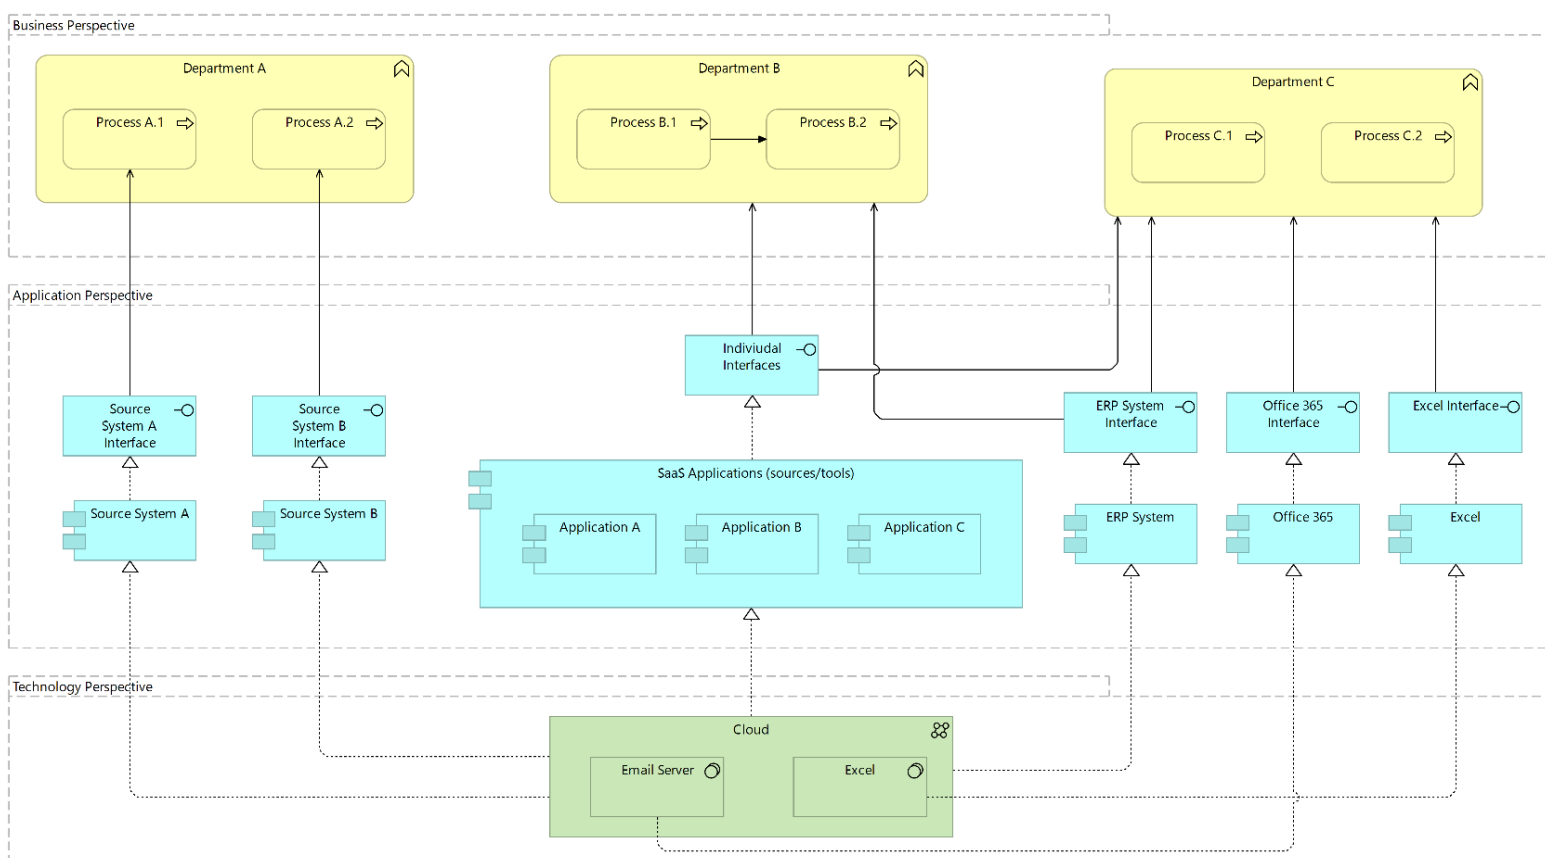 Business Perspective
Department A
Department B
Department C
Process A.1
Process A.2
Process B.1
Process B.2
Process C.1
Process C.2
Application Perspective
Indiviudal
Interfaces
Source
System A
Interface
Source
System B
Interface
ERP System
Interface
Office 365
Interface
Excel Interface
SaaS Applications (sources/tools)
Source System A
Source System B
Application A
Application B
Application C
ERP System
Office 365
Excel
Technology Perspective
Cloud
Email Server
Excel